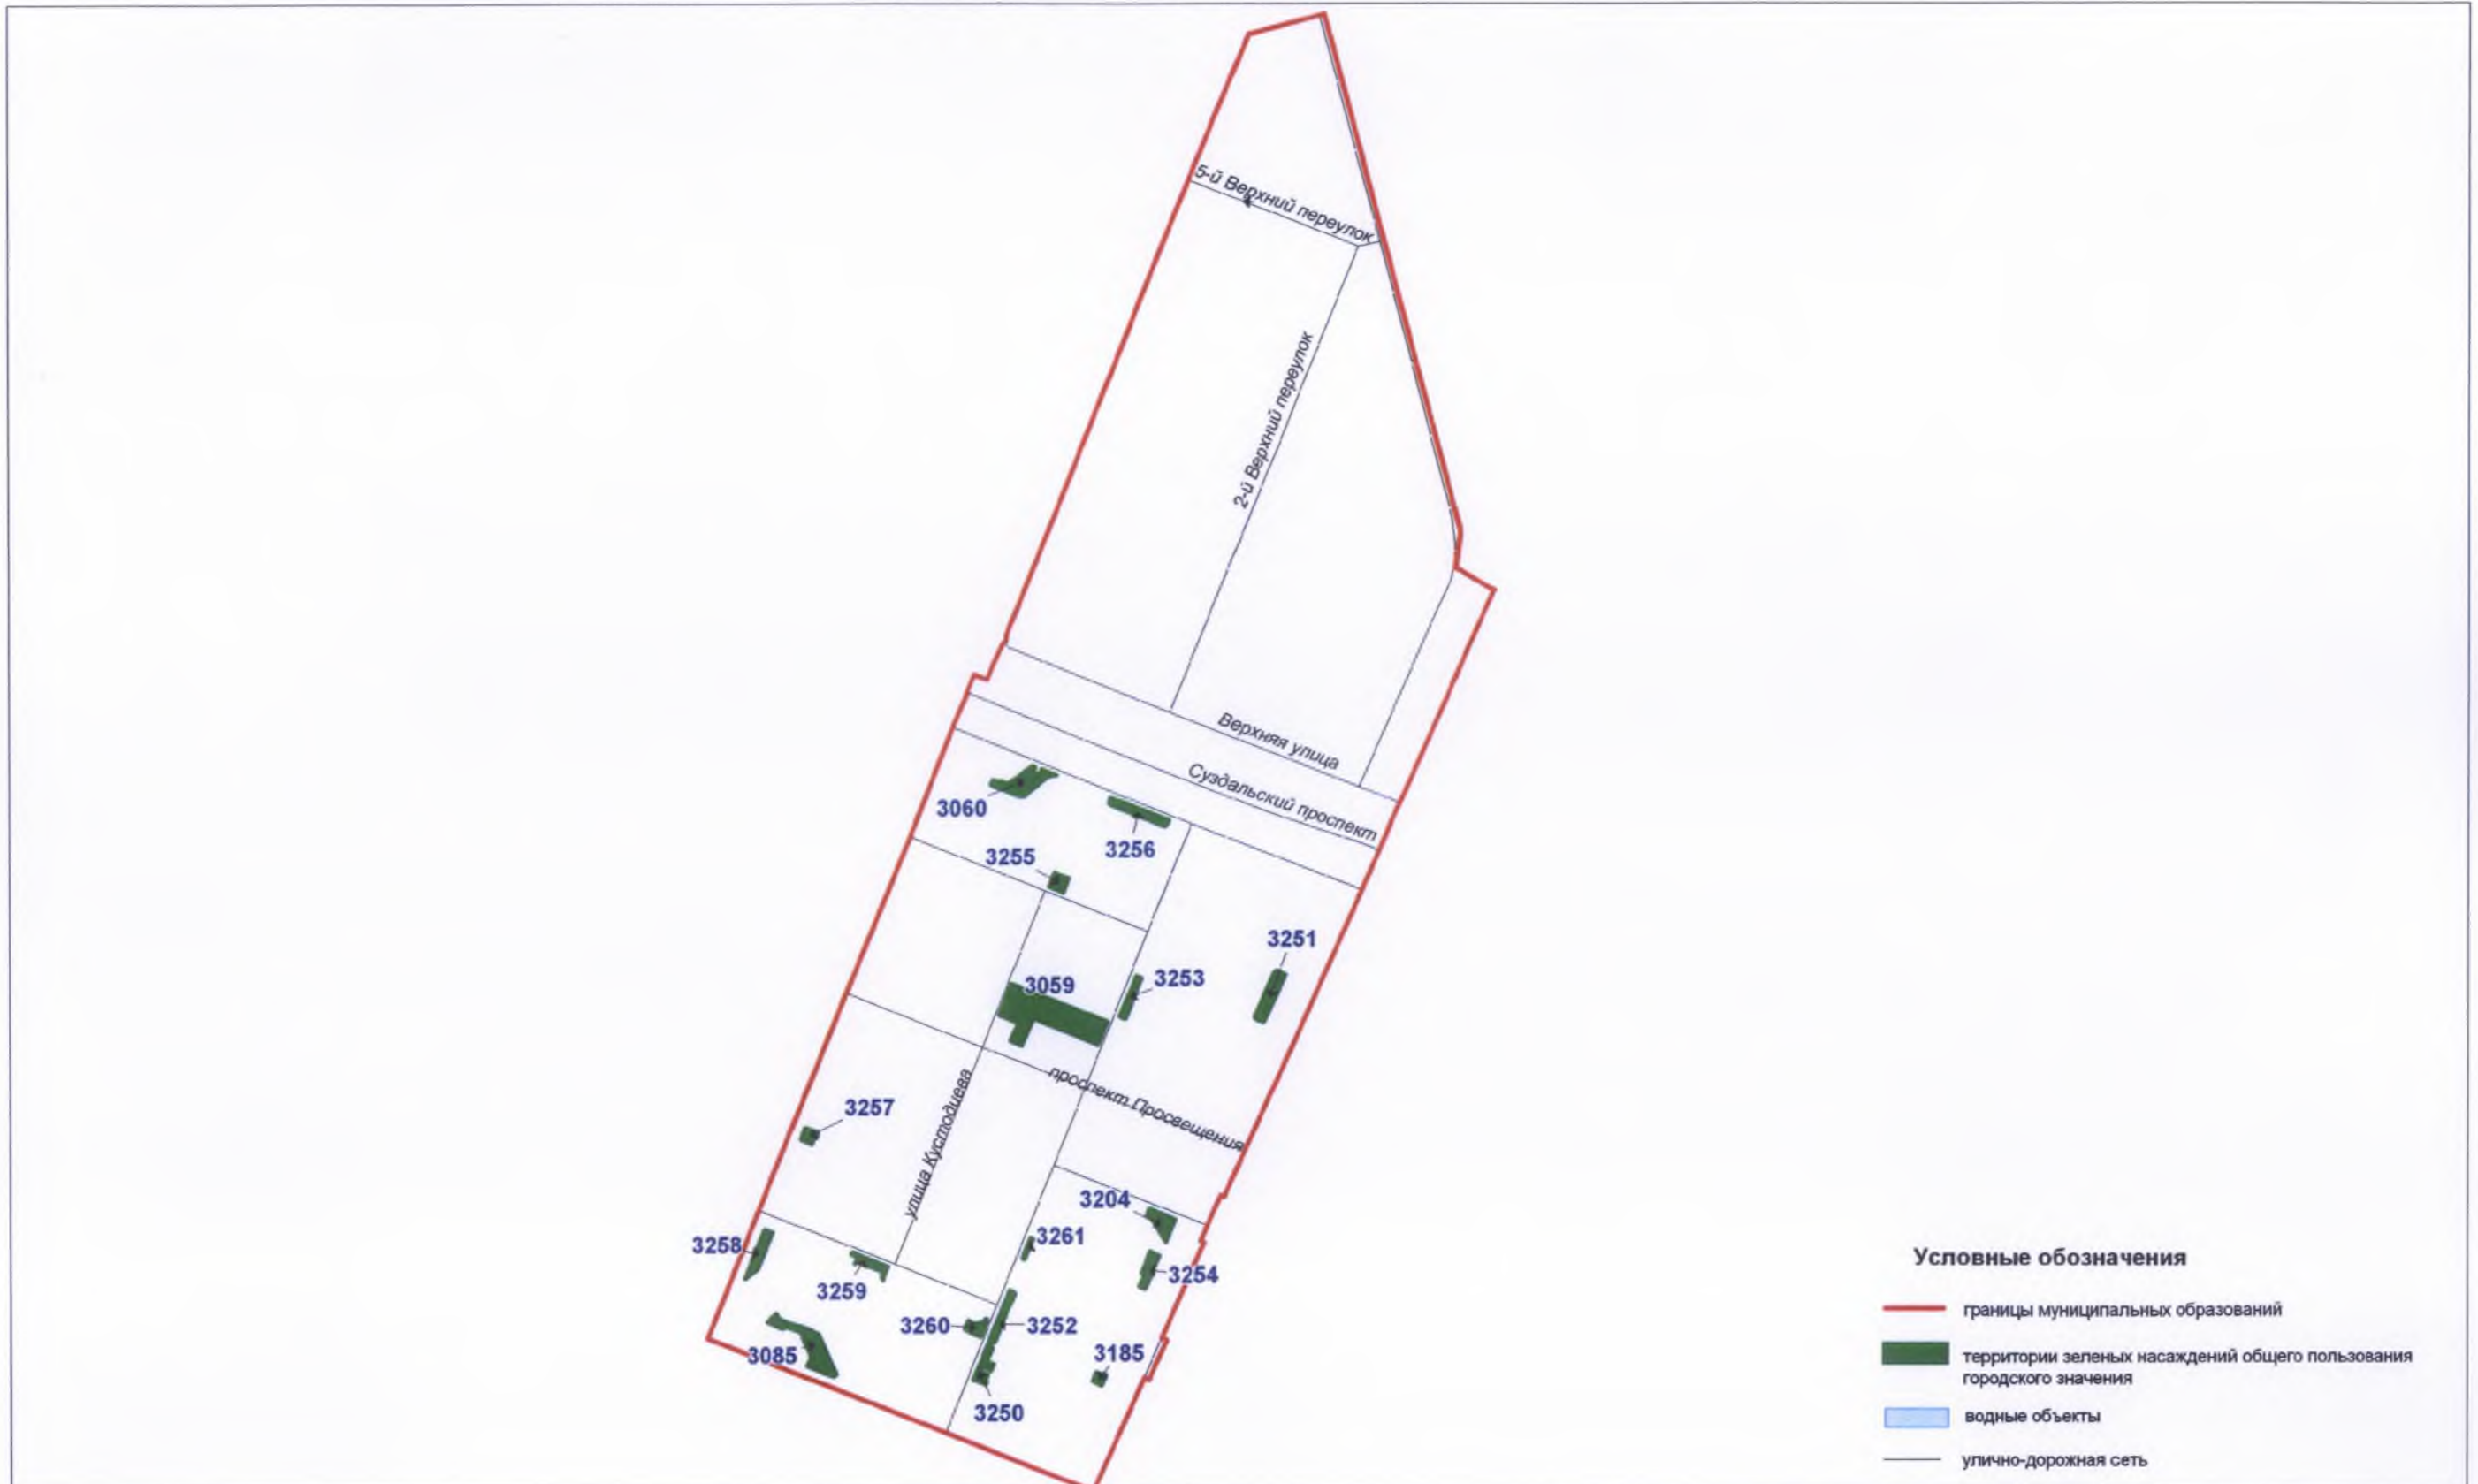 5-й Верхний переулок
2-й Верхний переулок
Верхняя улица
Суздальский проспект
3060
3256
3255
3251
3253
3059
проспект Просвещения
улица Кустодиева
3257
3204
3261
3258
3254
3259
3260
3252
3085
3185
3250
Условные обозначения
границы муниципальных образований
территории зеленых насаждений общего пользования
городского значения
водные объекты
улично-дорожная сеть